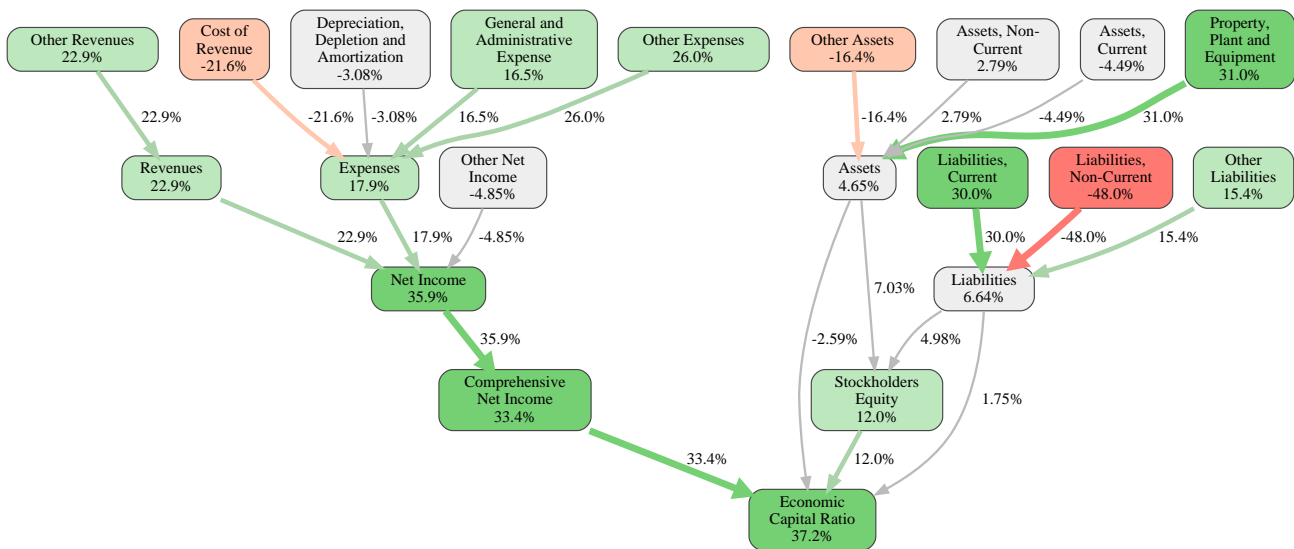 Other Revenues
22.9%
Cost of
Revenue
-21.6%
Depreciation,
Depletion and
Amortization
-3.08%
General and
Administrative
Expense
16.5%
Other Expenses
26.0%
Other Assets
-16.4%
Assets, Non-
Current
2.79%
Assets,
Current
-4.49%
Property,
Plant and
Equipment
31.0%
22.9%
-21.6%
-3.08%
16.5%
26.0%
-16.4%
2.79%
-4.49%
31.0%
Revenues
22.9%
Expenses
17.9%
Other Net
Income
-4.85%
Assets
4.65%
Liabilities,
Current
30.0%
Liabilities,
Non-Current
-48.0%
Other
Liabilities
15.4%
22.9%
17.9%
-4.85%
30.0%
-48.0%
15.4%
Net Income
35.9%
7.03%
Liabilities
6.64%
35.9%
-2.59%
4.98%
Comprehensive
Net Income
33.4%
Stockholders
Equity
12.0%
1.75%
33.4%
12.0%
Economic
Capital Ratio
37.2%